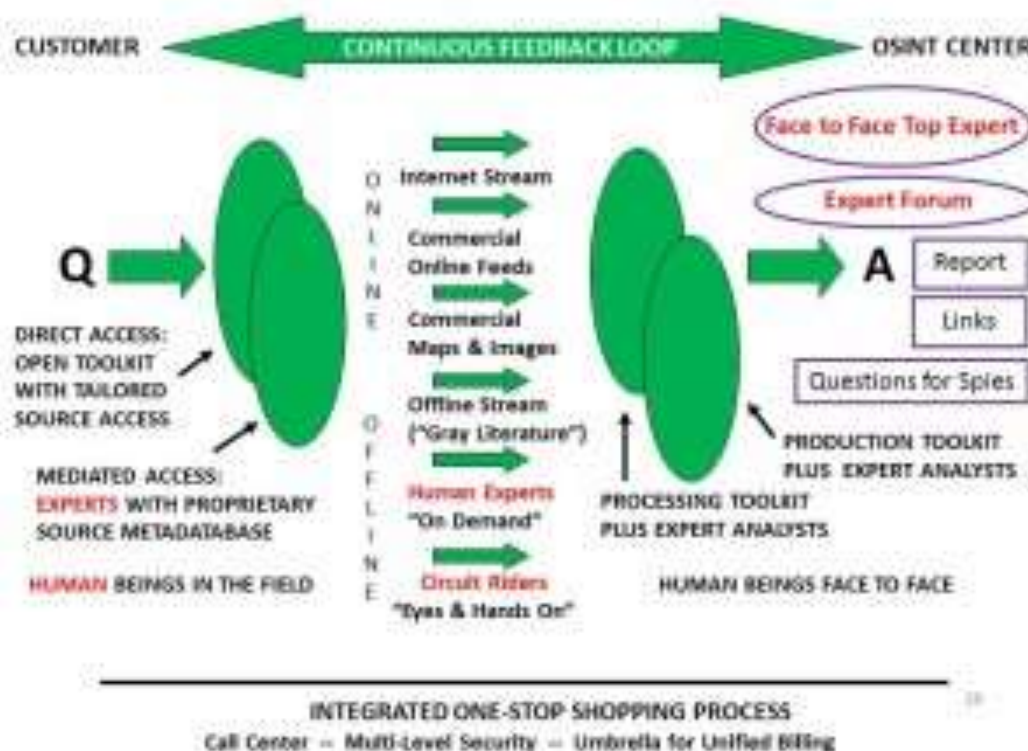 CUSTOMER
CONTINUOUS FEEDBACK LOOP
OSINT CENTER
Face to Face Top Expert
Expert Forum
Q
A
Report
Links
Questions for Spies
DIRECT ACCESS:
OPEN TOOLKIT
WITH TAILORED
SOURCE ACCESS
MEDIATED ACCESS:
EXPERTS WITH PROPRIETARY
SOURCE METADATABASE
HUMAN BEINGS IN THE FIELD
ONLINE
Internet Stream
Commercial
Online Feeds
Commercial
Maps & Images
OFFLINE
Offline Stream
("Gray Literature")
Human Experts
"On Demand"
Circuit Riders
"Eyes & Hands On"
PROCESSING TOOLKIT
PLUS EXPERT ANALYSTS
PRODUCTION TOOLKIT
PLUS EXPERT ANALYSTS
HUMAN BEINGS FACE TO FACE
INTEGRATED ONE-STOP SHOPPING PROCESS
Call Center -- Multi-Level Security -- Umbrella for Unified Billing